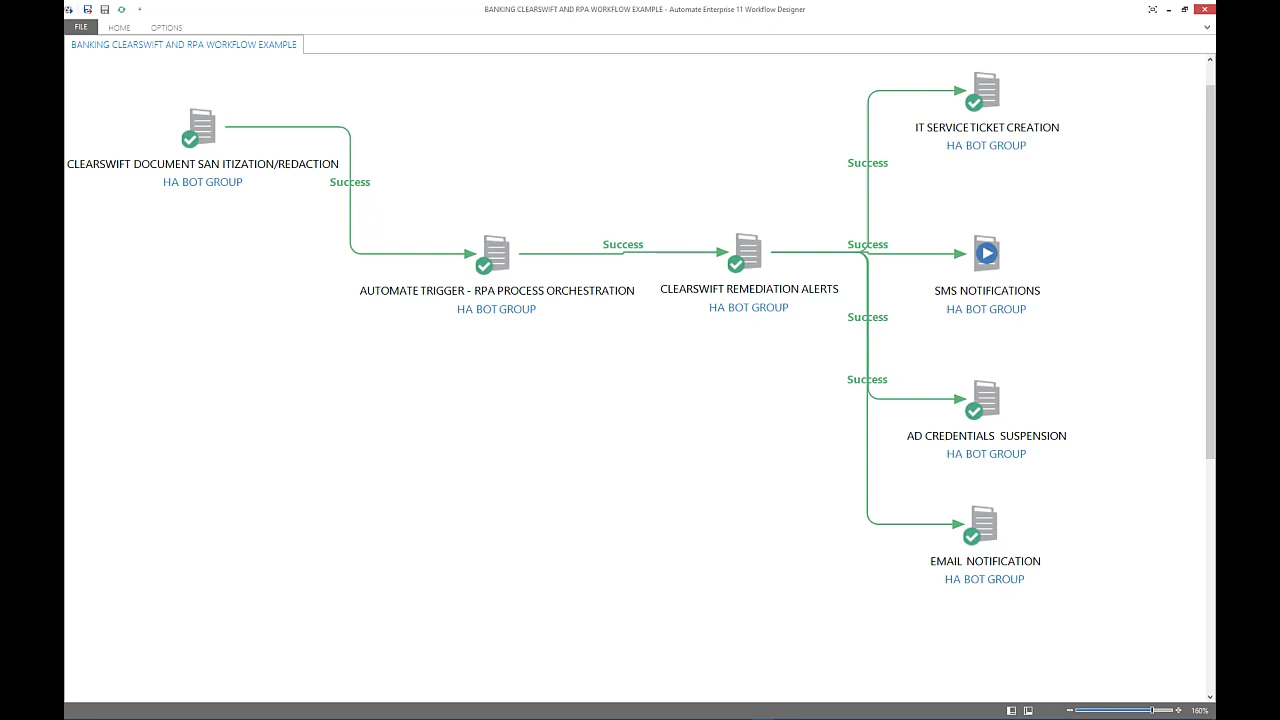 BANKING CLEARSWIFT AND RPA WORKFLOW EXAMPLE - Automate Enterprise 11 Workflow Designer
FILE HOME OPTIONS
BANKING CLEARSWIFT AND RPA WORKFLOW EXAMPLE
CLEARSWIFT DOCUMENT SAN ITIZATION/REDACTION
HA BOT GROUP
Success
AUTOMATE TRIGGER - RPA PROCESS ORCHESTRATION
HA BOT GROUP
Success
CLEARSWIFT REMEDIATION ALERTS
HA BOT GROUP
Success
IT SERVICE TICKET CREATION
HA BOT GROUP
Success
SMS NOTIFICATIONS
HA BOT GROUP
Success
AD CREDENTIALS  SUSPENSION
HA BOT GROUP
Success
EMAIL NOTIFICATION
HA BOT GROUP
160%